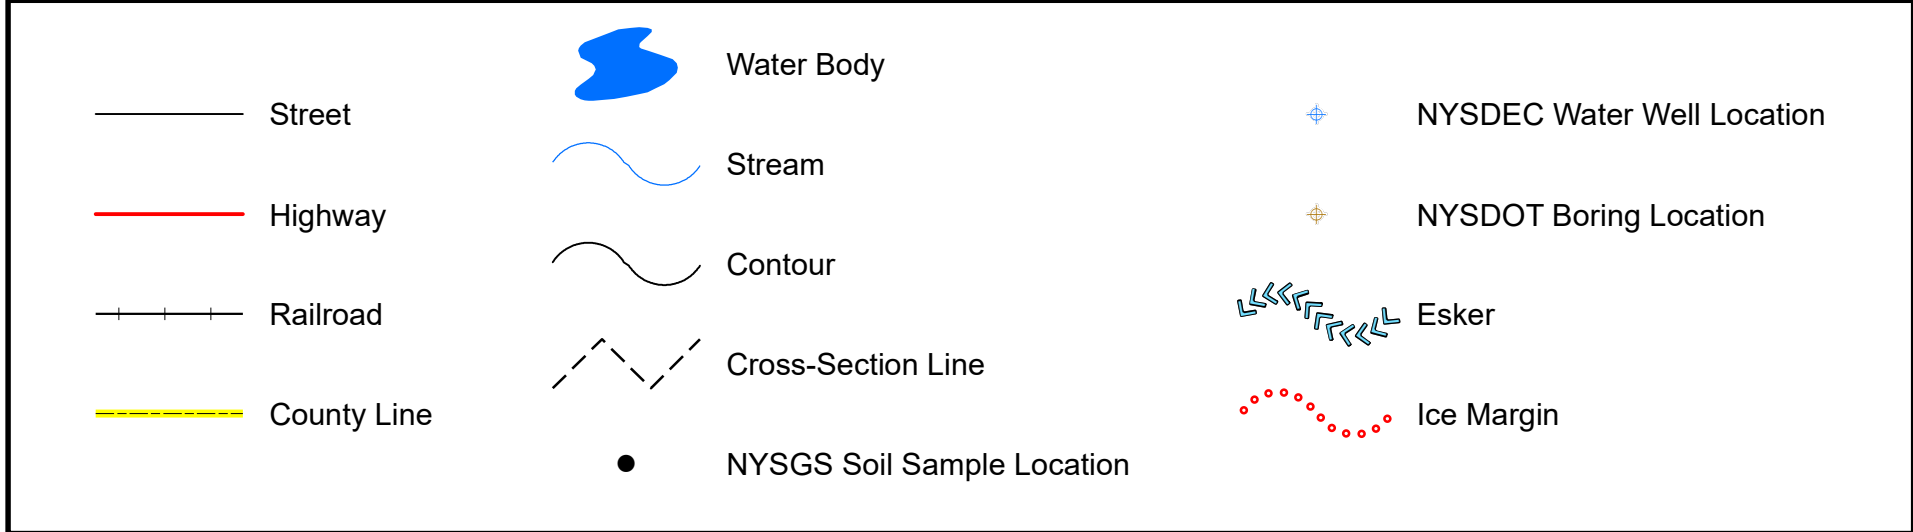 Street
Highway
Railroad
County Line
Water Body
Stream
Contour
Cross-Section Line
NYSGS Soil Sample Location
NYSDEC Water Well Location
NYSDOT Boring Location
Esker
Ice Margin